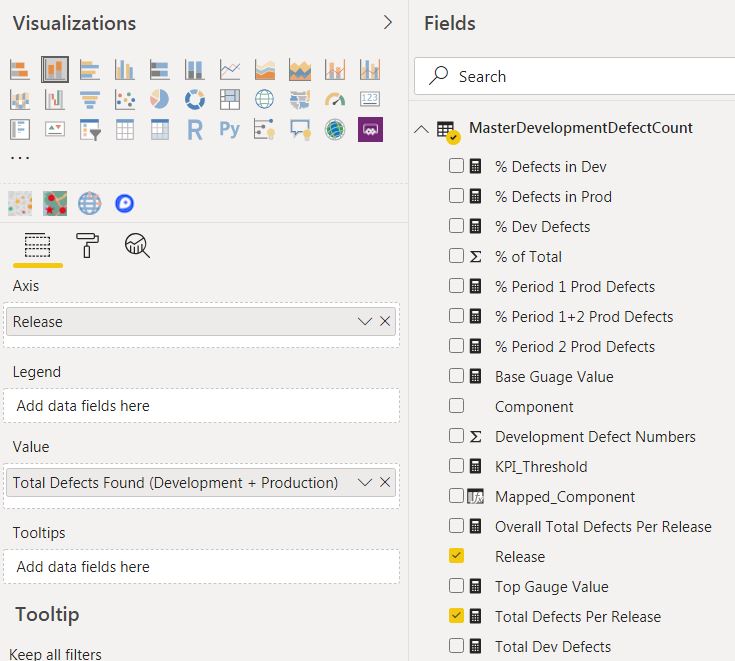 Visualizations
123
R
Py
...
Axis
Release
Legend
Add data fields here
Value
Total Defects Found (Development + Production)
Tooltips
Add data fields here
Tooltip
Keep all filters
Fields
Search
MasterDevelopmentDefectCount
% Defects in Dev
% Defects in Prod
% Dev Defects
Σ % of Total
% Period 1 Prod Defects
% Period 1+2 Prod Defects
% Period 2 Prod Defects
Base Guage Value
Component
Σ Development Defect Numbers
KPI_Threshold
Mapped_Component
Overall Total Defects Per Release
Release
Top Gauge Value
Total Defects Per Release
Total Dev Defects